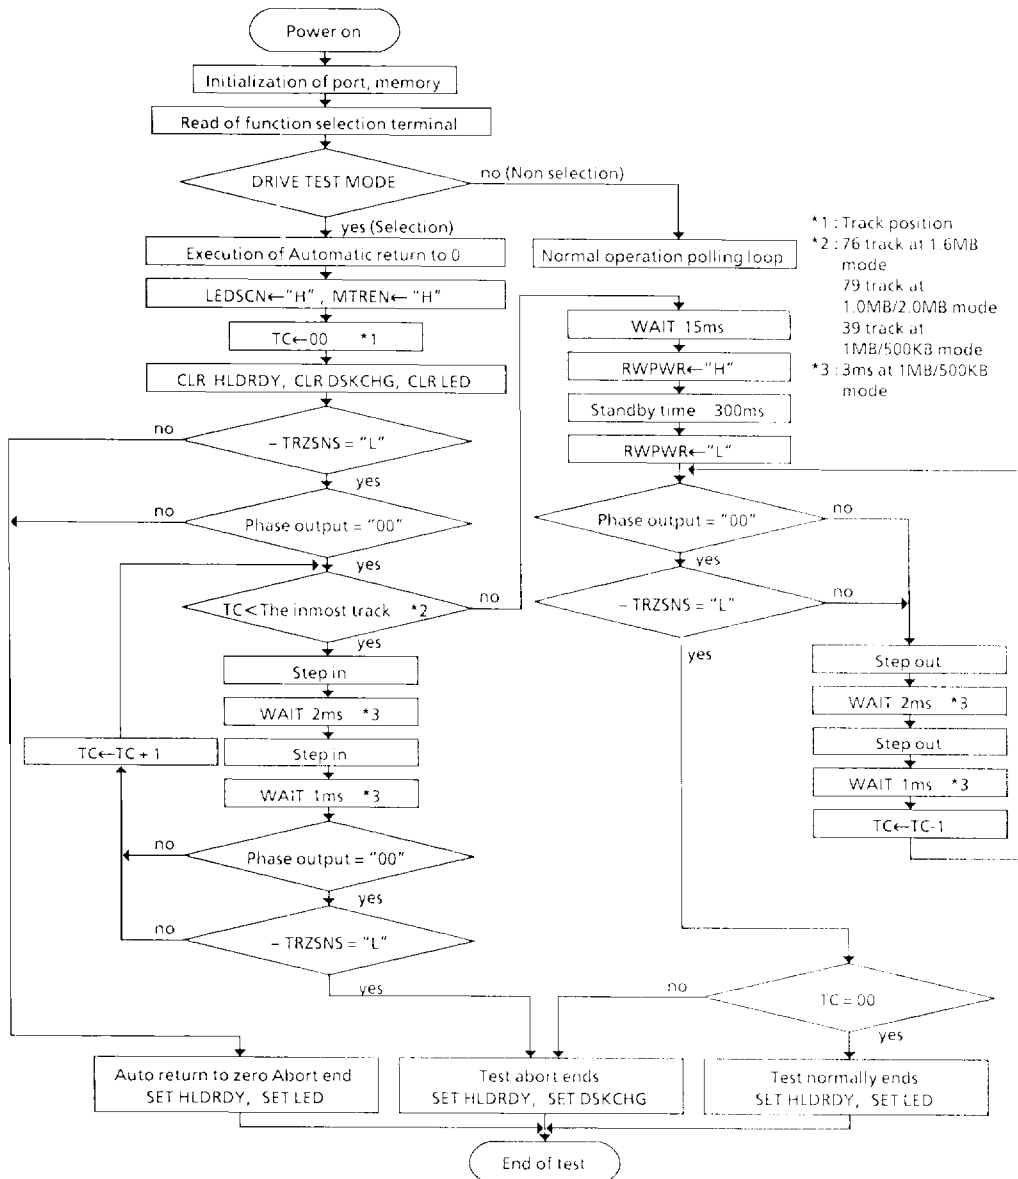 Power on
Initialization of port, memory
Read of function selection terminal
DRIVE TEST MODE
no (Non selection)
yes (Selection)
Execution of Automatic return to 0
Normal operation polling loop
*1 : Track position
*2 : 76 track at 1.6MB
mode
79 track at
1.0MB/2.0MB mode
39 track at
1MB/500KB mode
*3 : 3ms at 1MB/500KB
mode
LEDSCN←"H" , MTREN←"H"
TC←00 *1
CLR HLDRDY, CLR DSKCHG, CLR LED
no
– TRZSNS = "L"
yes
no
Phase output = "00"
yes
TC < The inmost track *2
no
yes
Step in
WAIT 2ms *3
Step in
TC←TC + 1
WAIT 1ms *3
no
Phase output = "00"
yes
no
– TRZSNS = "L"
yes
WAIT 15ms
RWPWR←"H"
Standby time 300ms
RWPWR←"L"
Phase output = "00"
no
yes
– TRZSNS = "L"
no
yes
Step out
WAIT 2ms *3
Step out
WAIT 1ms *3
TC←TC-1
no
TC = 00
yes
Auto return to zero Abort end
SET HLDRDY, SET LED
Test abort ends
SET HLDRDY, SET DSKCHG
Test normally ends
SET HLDRDY, SET LED
End of test